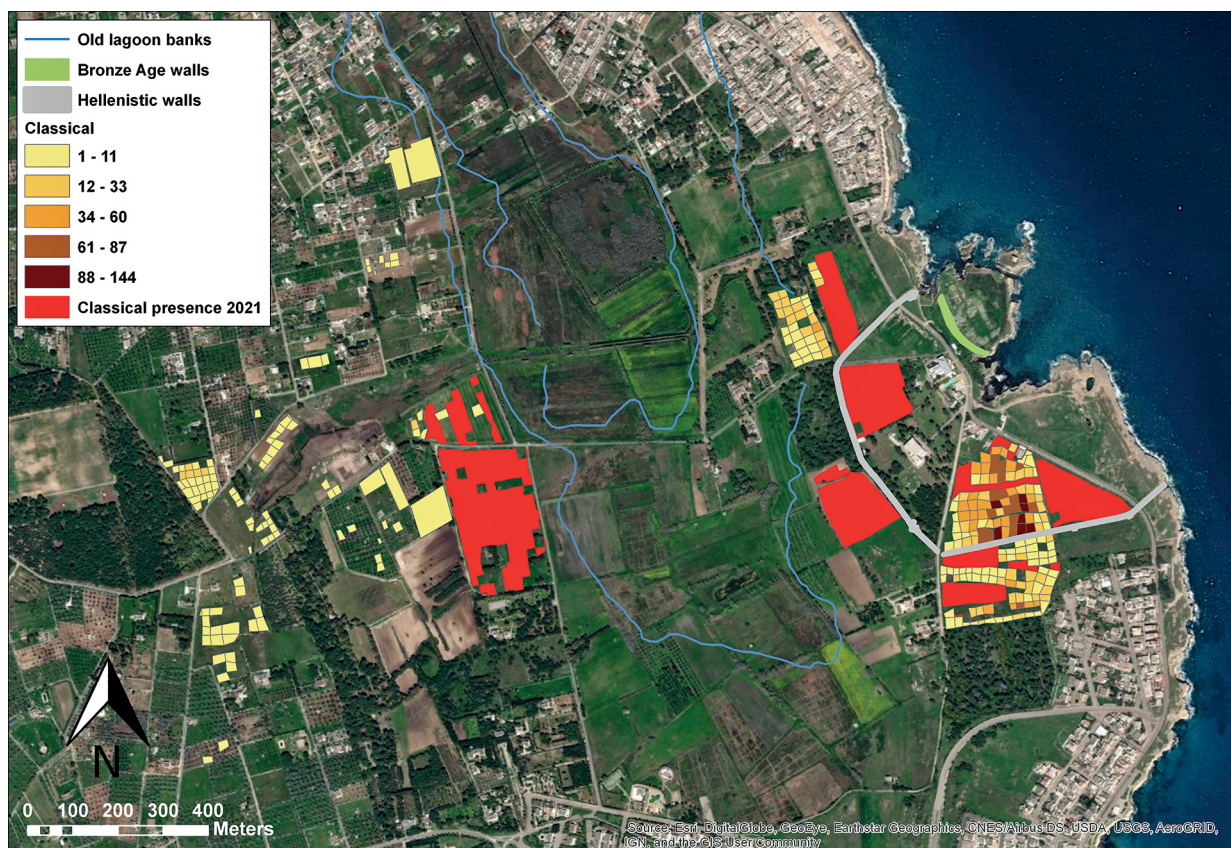 Old lagoon banks
Bronze Age walls
Hellenistic walls
Classical
1 - 11
12 - 33
34 - 60
61 - 87
88 - 144
Classical presence 2021
N
0 100 200 300 400
Meters
Source: Esri, DigitalGlobe, GeoEye, Earthstar Geographics, CNES/Airbus DS, USDA, USGS, AeroGRID,
IGN, and the GIS User Community